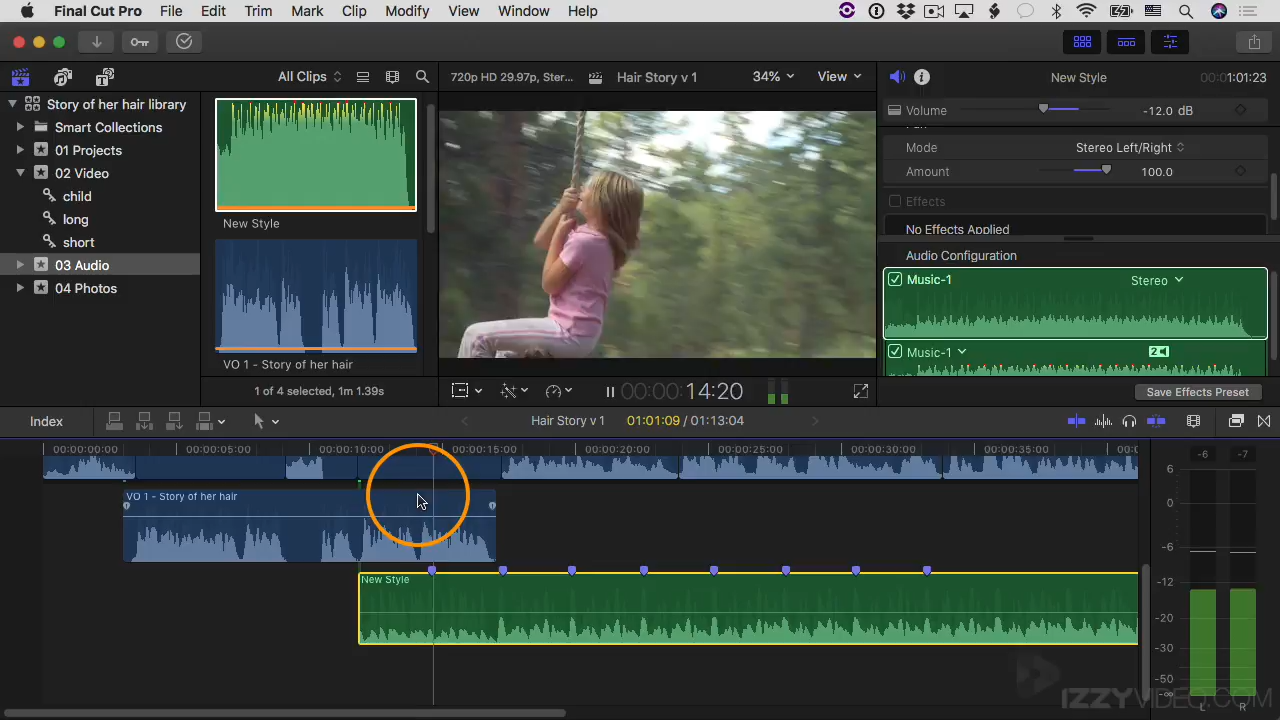 Final Cut Pro File Edit Trim Mark Clip Modify View Window Help
All Clips
720p HD 29.97p, Ster... Hair Story v 1 34% View
New Style 00:00:01:01:23
Story of her hair library
Smart Collections
01 Projects
02 Video
child
long
short
03 Audio
04 Photos
New Style
VO 1 - Story of her hair
1 of 4 selected, 1m 1.39s
Volume -12.0 dB
Mode Stereo Left/Right
Amount 100.0
Effects
No Effects Applied
Audio Configuration
Music-1 Stereo
Music-1 2
Save Effects Preset
00:00:14:20
Index
Hair Story v 1 01:01:09 / 01:13:04
00:00:00:00 00:00:05:00 00:00:10:00 00:00:15:00 00:00:20:00 00:00:25:00 00:00:30:00 00:00:35:00
VO 1 - Story of her hair
New Style
-6 -7
6
0
-6
-12
-20
-30
-50
-∞
L R
IZZYVIDEO.COM